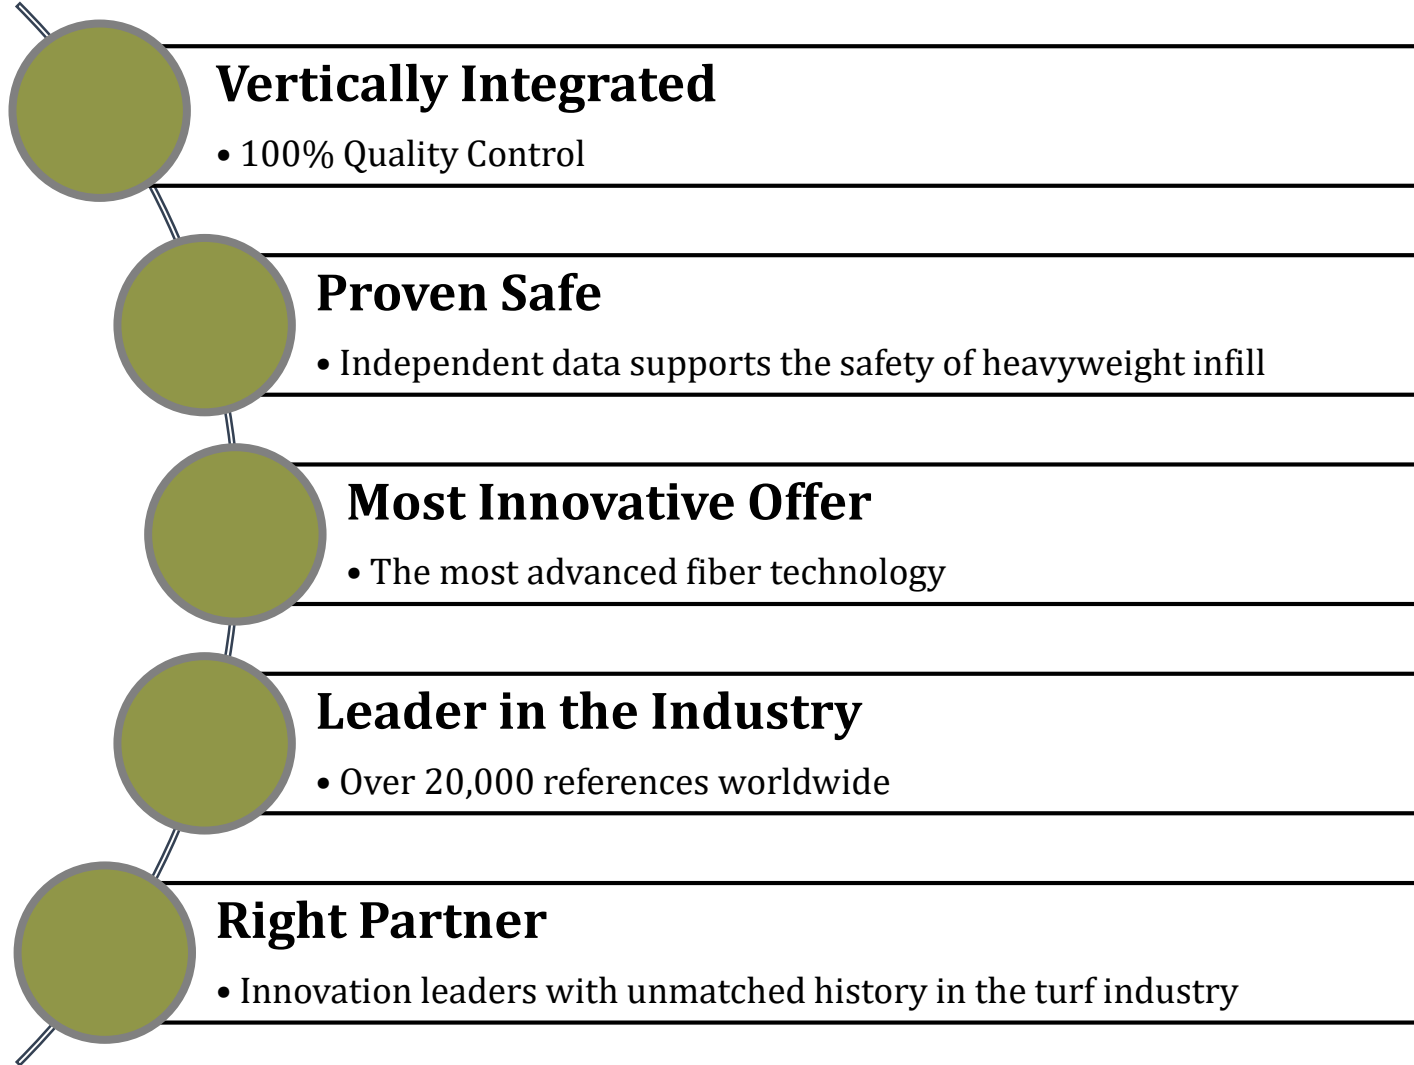 Vertically Integrated
• 100% Quality Control
Proven Safe
• Independent data supports the safety of heavyweight infill
Most Innovative Offer
• The most advanced fiber technology
Leader in the Industry
• Over 20,000 references worldwide
Right Partner
• Innovation leaders with unmatched history in the turf industry